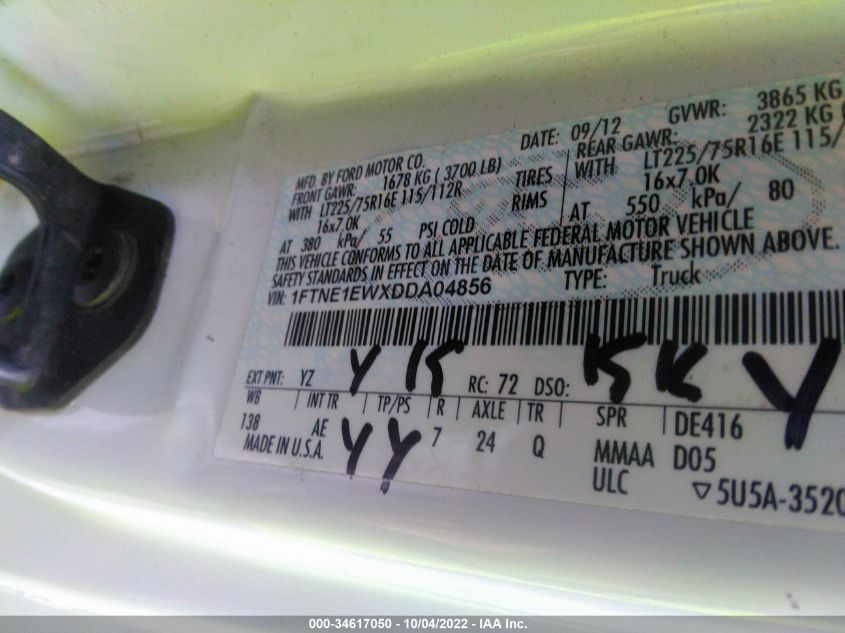 MFD. BY FORD MOTOR CO. DATE: 09/12 GVWR: 3865 KG
FRONT GAWR: 1678 KG ( 3700 LB) REAR GAWR: 2322 KG
WITH LT225/75R16E 115/112R TIRES WITH LT225/75R16E 115/
16x7.0K RIMS 16x7.0K
AT 380 kPa/ 55 PSI COLD AT 550 kPa/ 80
THIS VEHICLE CONFORMS TO ALL APPLICABLE FEDERAL MOTOR VEHICLE
SAFETY STANDARDS IN EFFECT ON THE DATE OF MANUFACTURE SHOWN ABOVE.
VIN: 1FTNE1EWXDDA04856 TYPE: Truck
EXT PNT: YZ RC: 72 DSO:
WB INT TR TP/PS R AXLE TR SPR DE416
138 AE 7 24 Q MMAA D05
MADE IN U.S.A. ULC ▽5U5A-3520
000-34617050 - 10/04/2022 - IAA Inc.